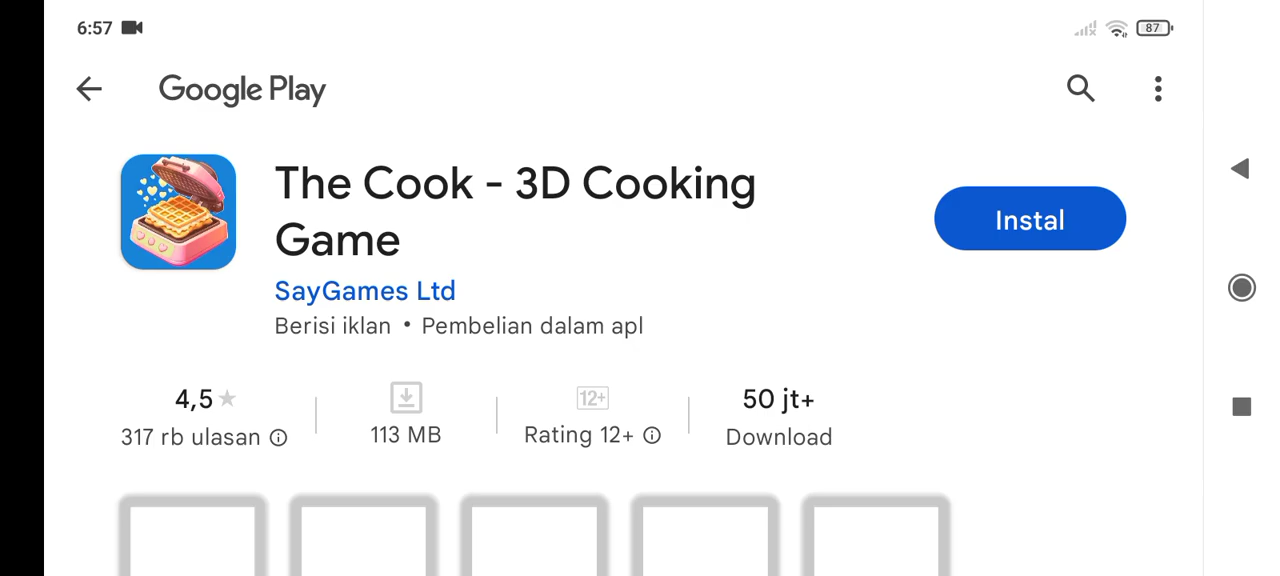 6:57
87
Google Play
The Cook - 3D Cooking
Game
Instal
SayGames Ltd
Berisi iklan • Pembelian dalam apl
4,5★
12+
50 jt+
317 rb ulasan
113 MB
Rating 12+
Download